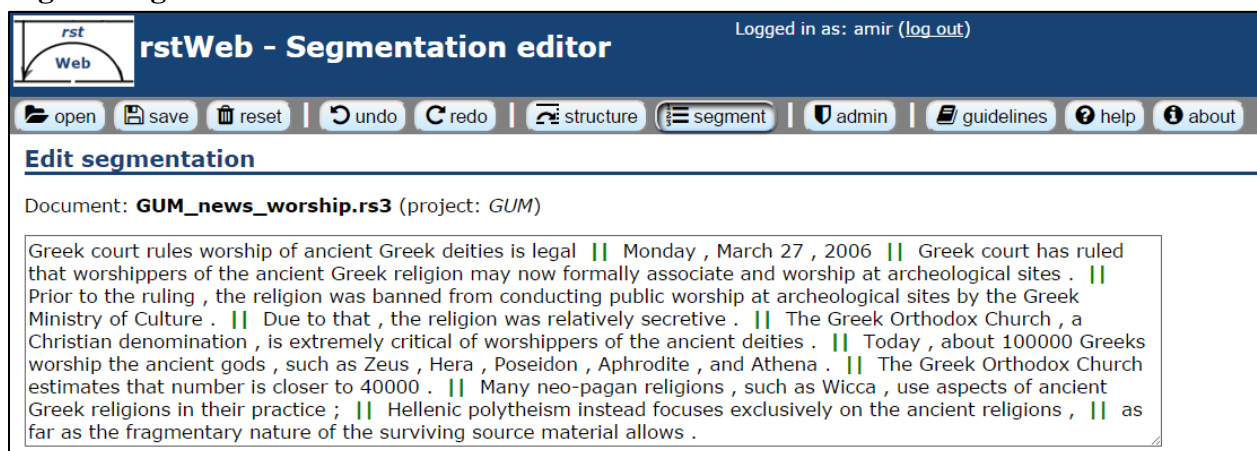 rst
Web
rstWeb - Segmentation editor
Logged in as: amir (log out)
open save reset | undo redo | structure segment | admin | guidelines help about
Edit segmentation
Document: GUM_news_worship.rs3 (project: GUM)
Greek court rules worship of ancient Greek deities is legal || Monday , March 27 , 2006 || Greek court has ruled
that worshippers of the ancient Greek religion may now formally associate and worship at archeological sites . ||
Prior to the ruling , the religion was banned from conducting public worship at archeological sites by the Greek
Ministry of Culture . || Due to that , the religion was relatively secretive . || The Greek Orthodox Church , a
Christian denomination , is extremely critical of worshippers of the ancient deities . || Today , about 100000 Greeks
worship the ancient gods , such as Zeus , Hera , Poseidon , Aphrodite , and Athena . || The Greek Orthodox Church
estimates that number is closer to 40000 . || Many neo-pagan religions , such as Wicca , use aspects of ancient
Greek religions in their practice ; || Hellenic polytheism instead focuses exclusively on the ancient religions , || as
far as the fragmentary nature of the surviving source material allows .